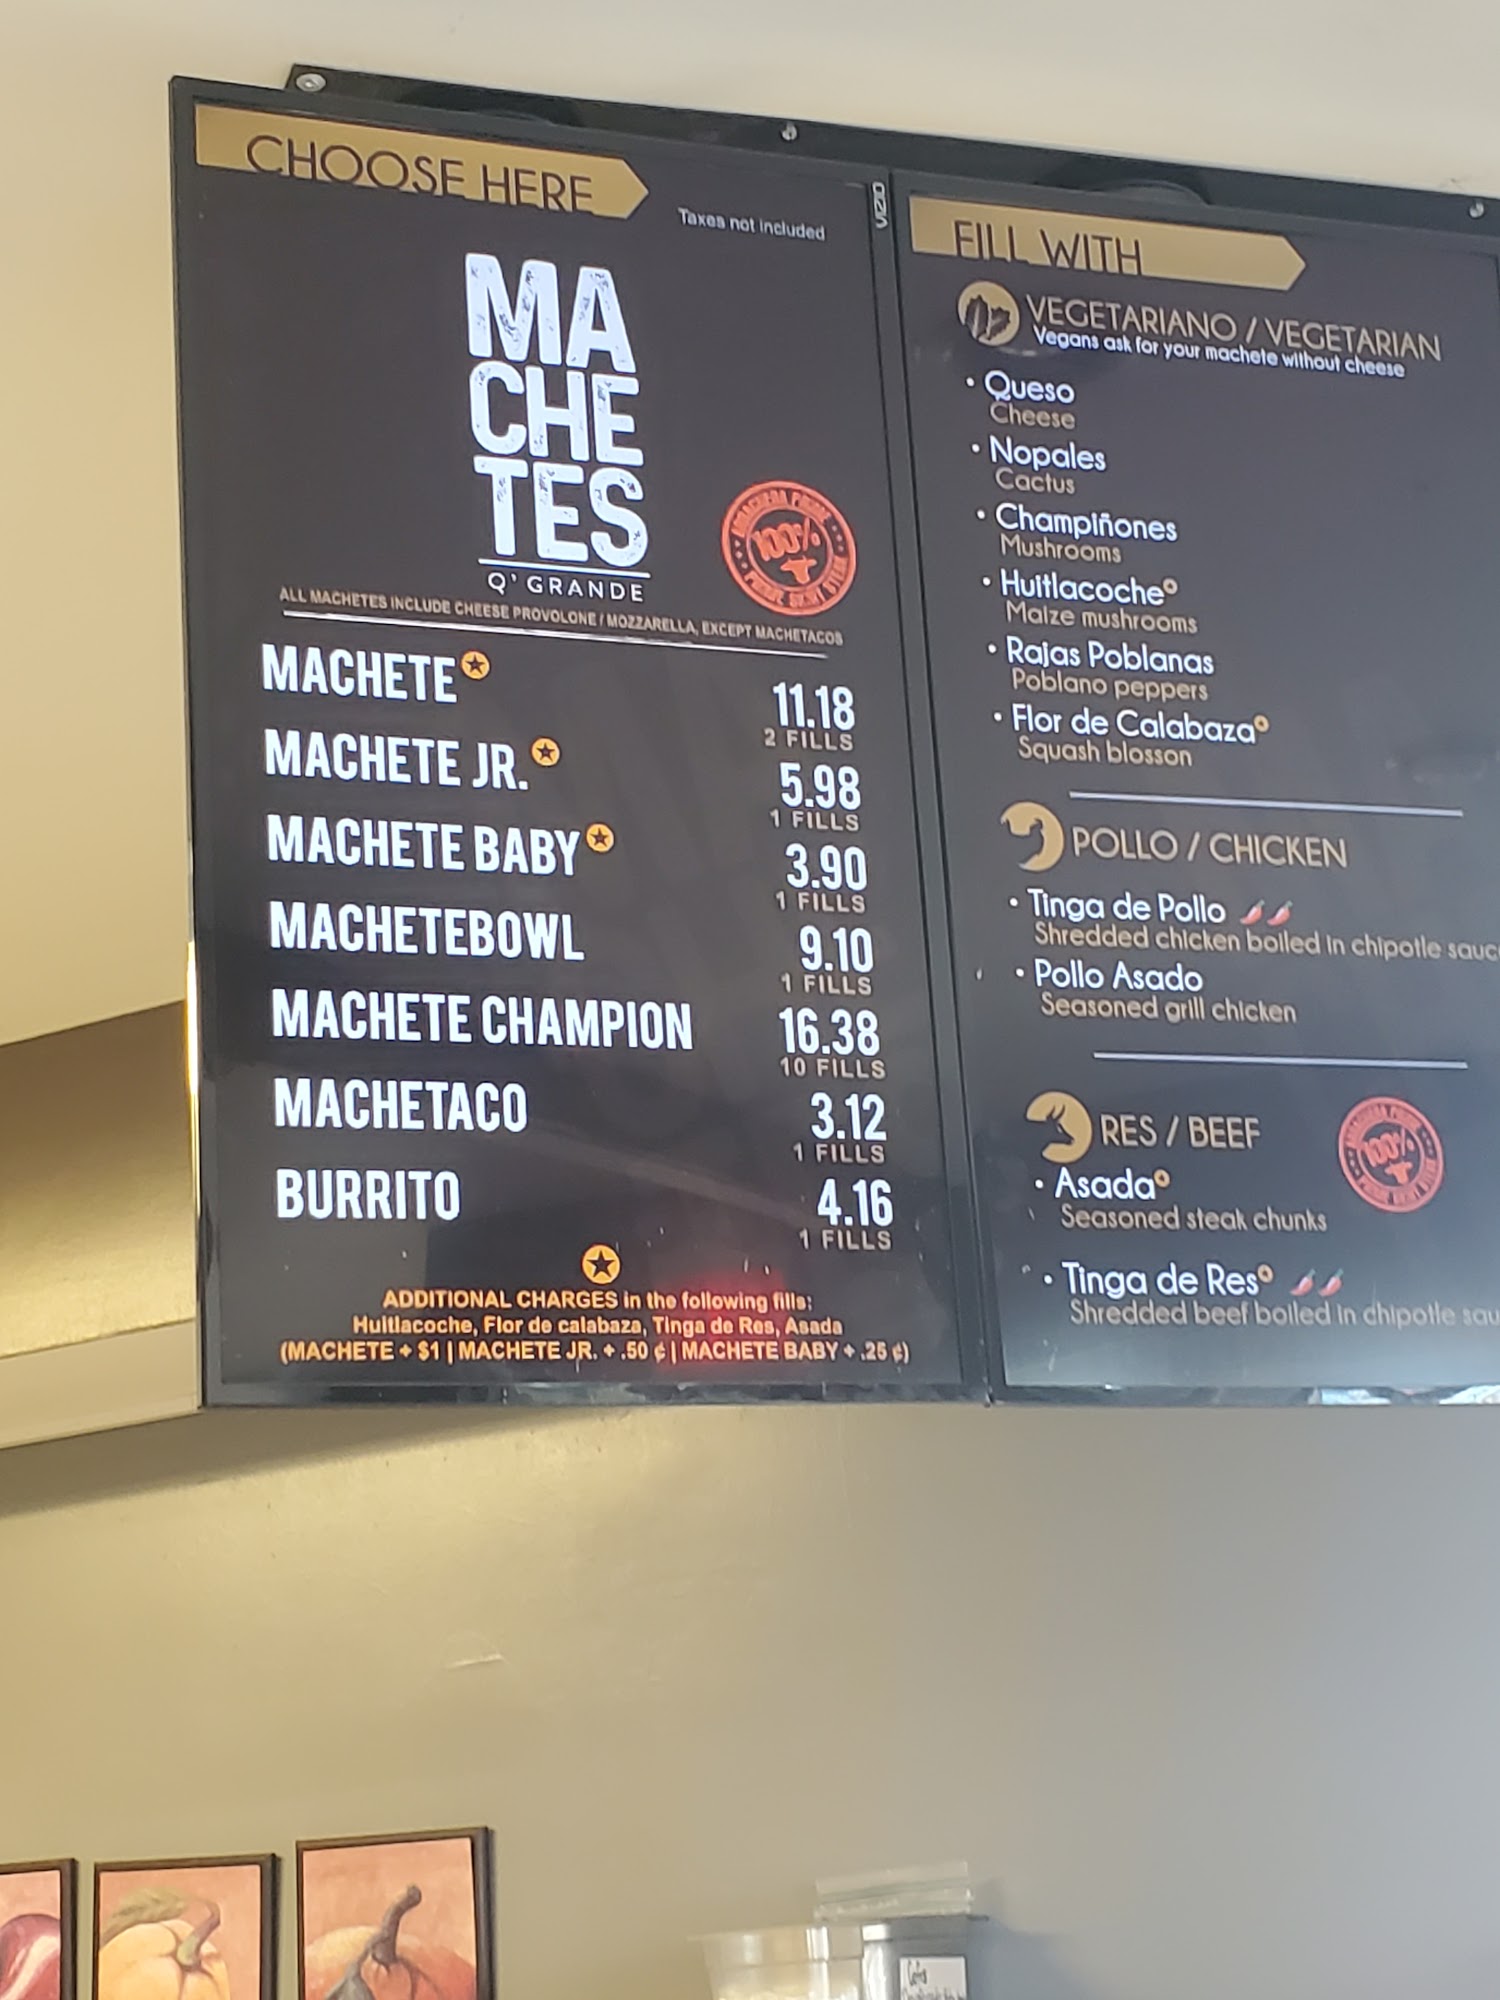 CHOOSE HERE
Taxes not included
MA
CHE
TES
Q' GRANDE
100%
ALL MACHETES INCLUDE CHEESE PROVOLONE / MOZZARELLA, EXCEPT MACHETACOS
MACHETE 11.18
2 FILLS
MACHETE JR. 5.98
1 FILLS
MACHETE BABY 3.90
1 FILLS
MACHETEBOWL 9.10
1 FILLS
MACHETE CHAMPION 16.38
10 FILLS
MACHETACO 3.12
1 FILLS
BURRITO 4.16
1 FILLS
ADDITIONAL CHARGES in the following fills:
Huitlacoche, Flor de calabaza, Tinga de Res, Asada
(MACHETE + $1 | MACHETE JR. + .50 ¢ | MACHETE BABY + .25 ¢)
FILL WITH
VEGETARIANO / VEGETARIAN
Vegans ask for your machete without cheese
• Queso
Cheese
• Nopales
Cactus
• Champiñones
Mushrooms
• Huitlacoche
Maize mushrooms
• Rajas Poblanas
Poblano peppers
• Flor de Calabaza
Squash blosson
POLLO / CHICKEN
• Tinga de Pollo
Shredded chicken boiled in chipotle sauc
• Pollo Asado
Seasoned grill chicken
RES / BEEF
100%
• Asada
Seasoned steak chunks
• Tinga de Res
Shredded beef boiled in chipotle sau